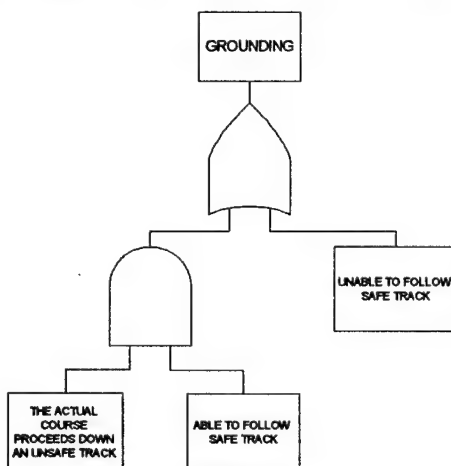 GROUNDING
UNABLE TO FOLLOW
SAFE TRACK
THE ACTUAL
COURSE
PROCEEDS DOWN
AN UNSAFE TRACK
ABLE TO FOLLOW
SAFE TRACK